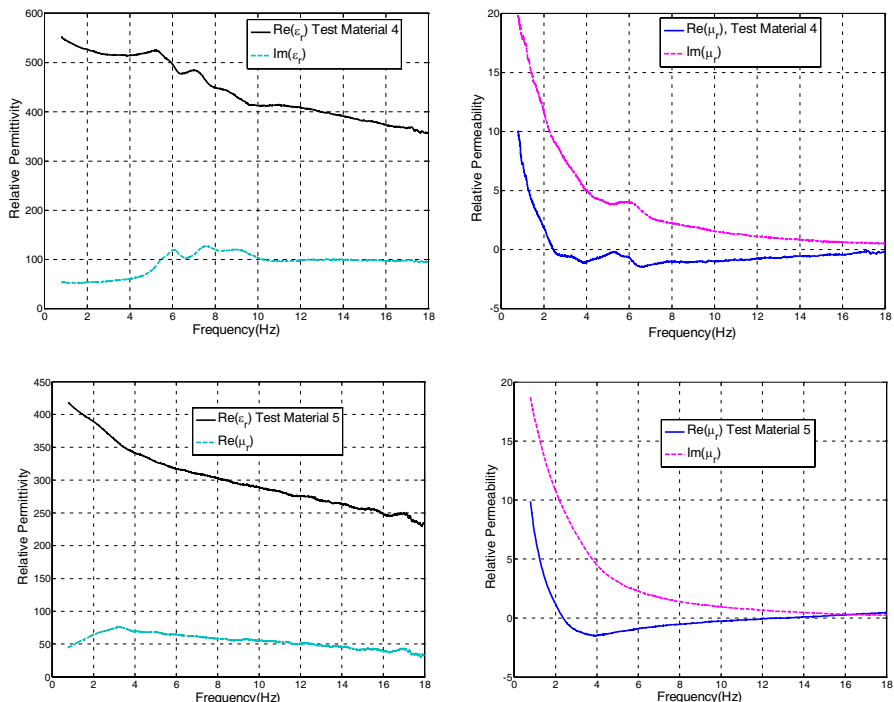 600
500
400
300
200
100
0
0 2 4 6 8 10 12 14 16 18
Relative Permittivity
Frequency(Hz)
Re(εr) Test Material 4
Im(εr)
20
15
10
5
0
-5
0 2 4 6 8 10 12 14 16 18
Relative Permeability
Frequency(Hz)
Re(μr), Test Material 4
Im(μr)
450
400
350
300
250
200
150
100
50
0
0 2 4 6 8 10 12 14 16 18
Relative Permittivity
Frequency(Hz)
Re(εr) Test Material 5
Re(μr)
20
15
10
5
0
-5
0 2 4 6 8 10 12 14 16 18
Relative Permeability
Frequency(Hz)
Re(μr) Test Material 5
Im(μr)